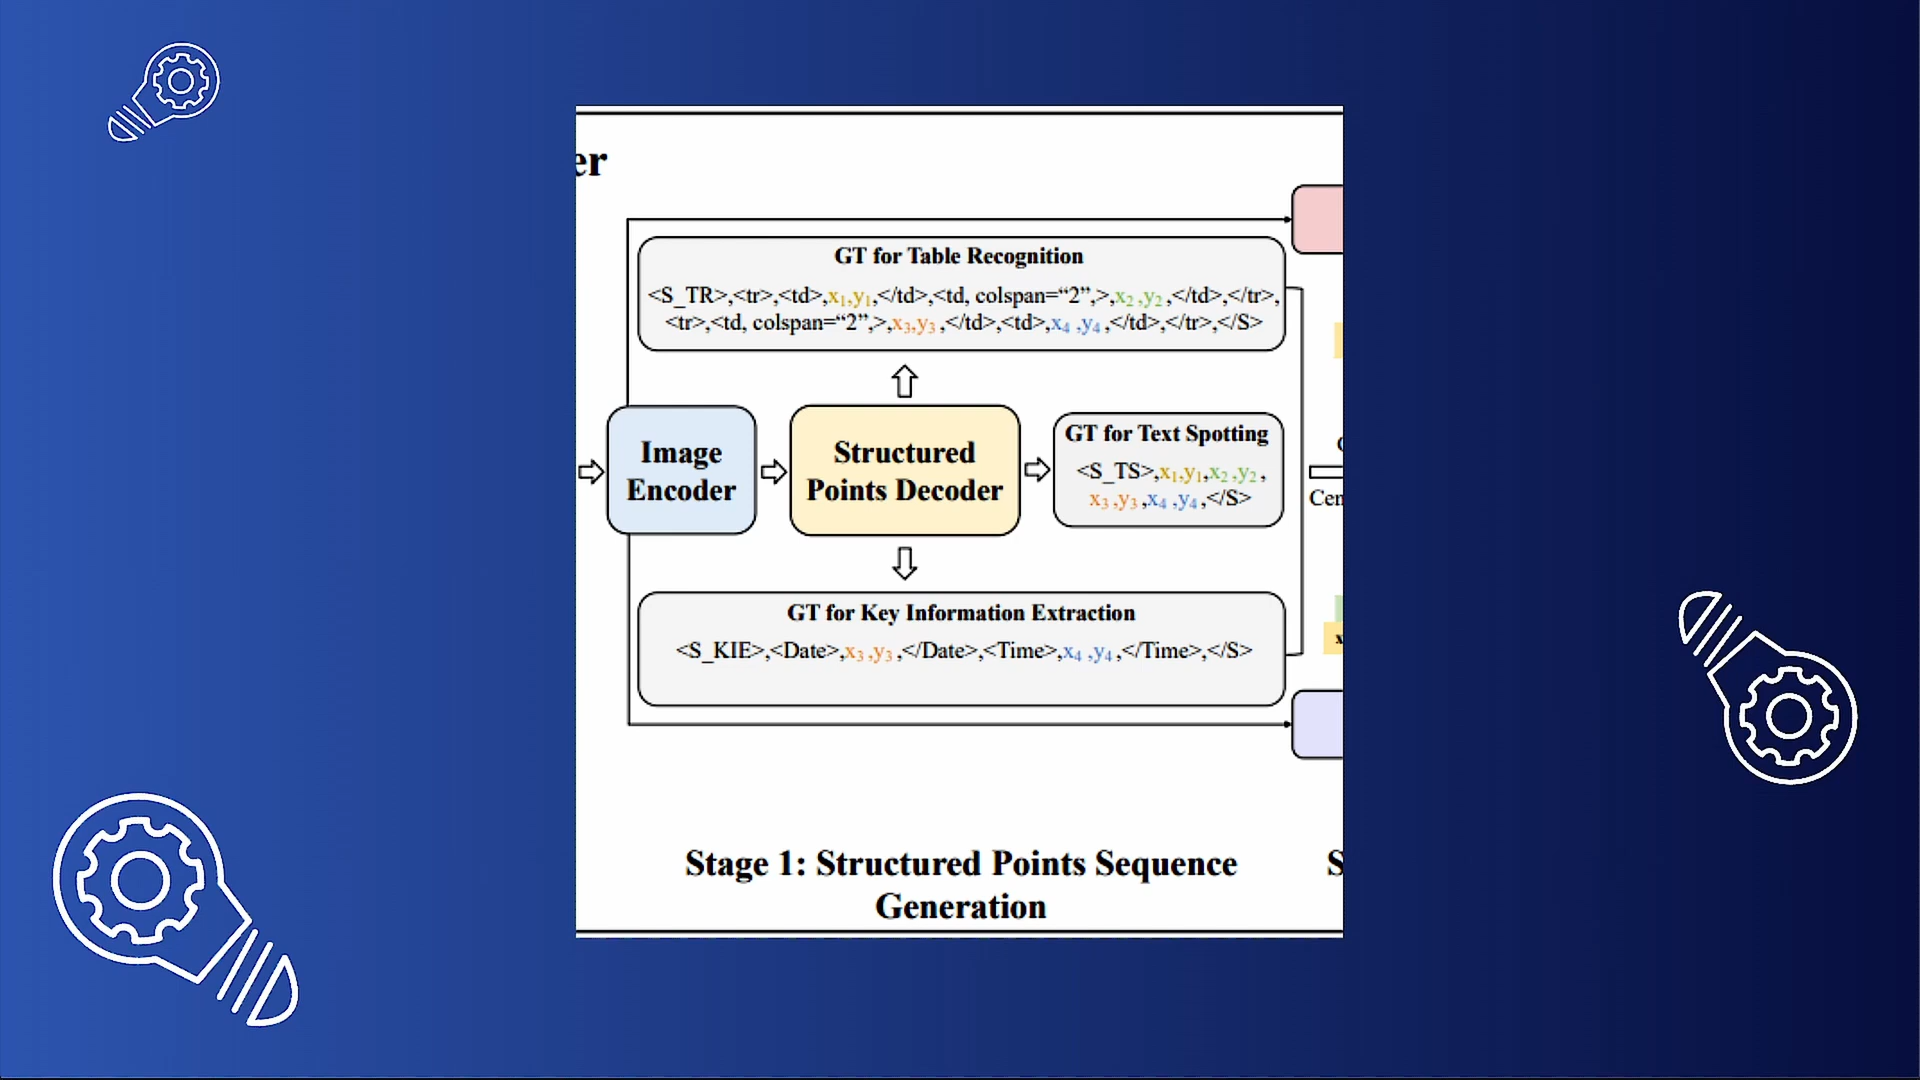 er
GT for Table Recognition
<S_TR>,<tr>,<td>,x₁,y₁,</td>,<td, colspan=“2”,>,x₂,y₂,</td>,</tr>,
<tr>,<td, colspan=“2”,>,x₃,y₃,</td>,<td>,x₄,y₄,</td>,</tr>,</S>
Image
Encoder
Structured
Points Decoder
GT for Text Spotting
<S_TS>,x₁,y₁,x₂,y₂,
x₃,y₃,x₄,y₄,</S>
Cen
GT for Key Information Extraction
<S_KIE>,<Date>,x₃,y₃,</Date>,<Time>,x₄,y₄,</Time>,</S>
x
Stage 1: Structured Points Sequence
Generation
S